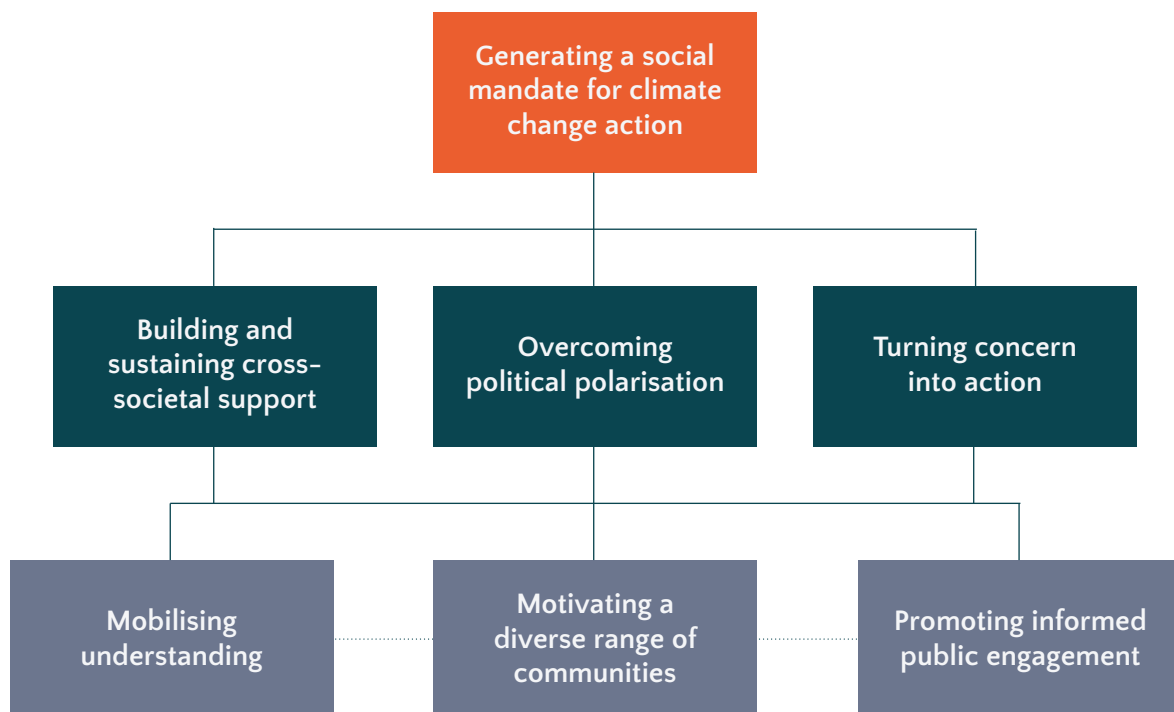 Generating a social
mandate for climate
change action
Building and
sustaining cross-
societal support
Overcoming
political polarisation
Turning concern
into action
Mobilising
understanding
Motivating a
diverse range of
communities
Promoting informed
public engagement